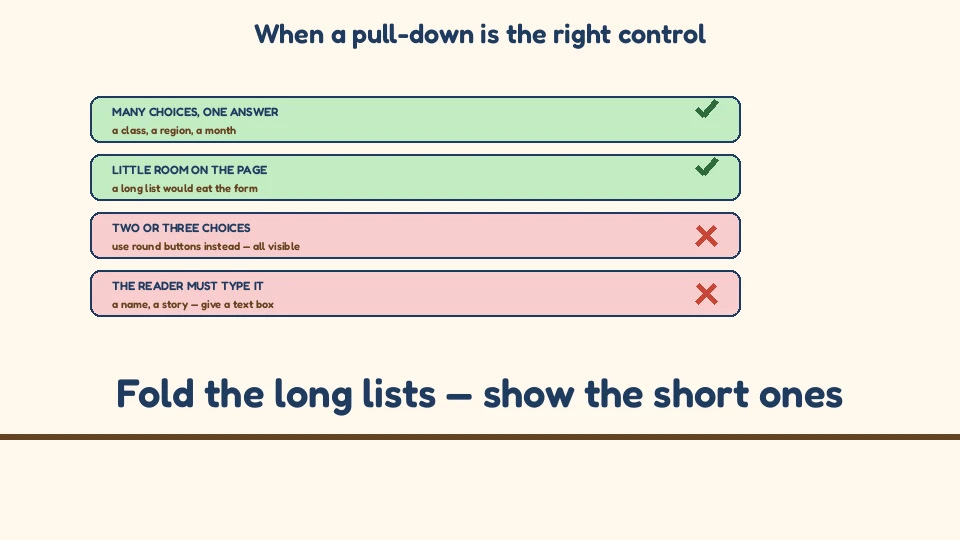 When a pull-down is the right control
MANY CHOICES, ONE ANSWER
a class, a region, a month
LITTLE ROOM ON THE PAGE
a long list would eat the form
TWO OR THREE CHOICES
use round buttons instead — all visible
THE READER MUST TYPE IT
a name, a story — give a text box
Fold the long lists — show the short ones